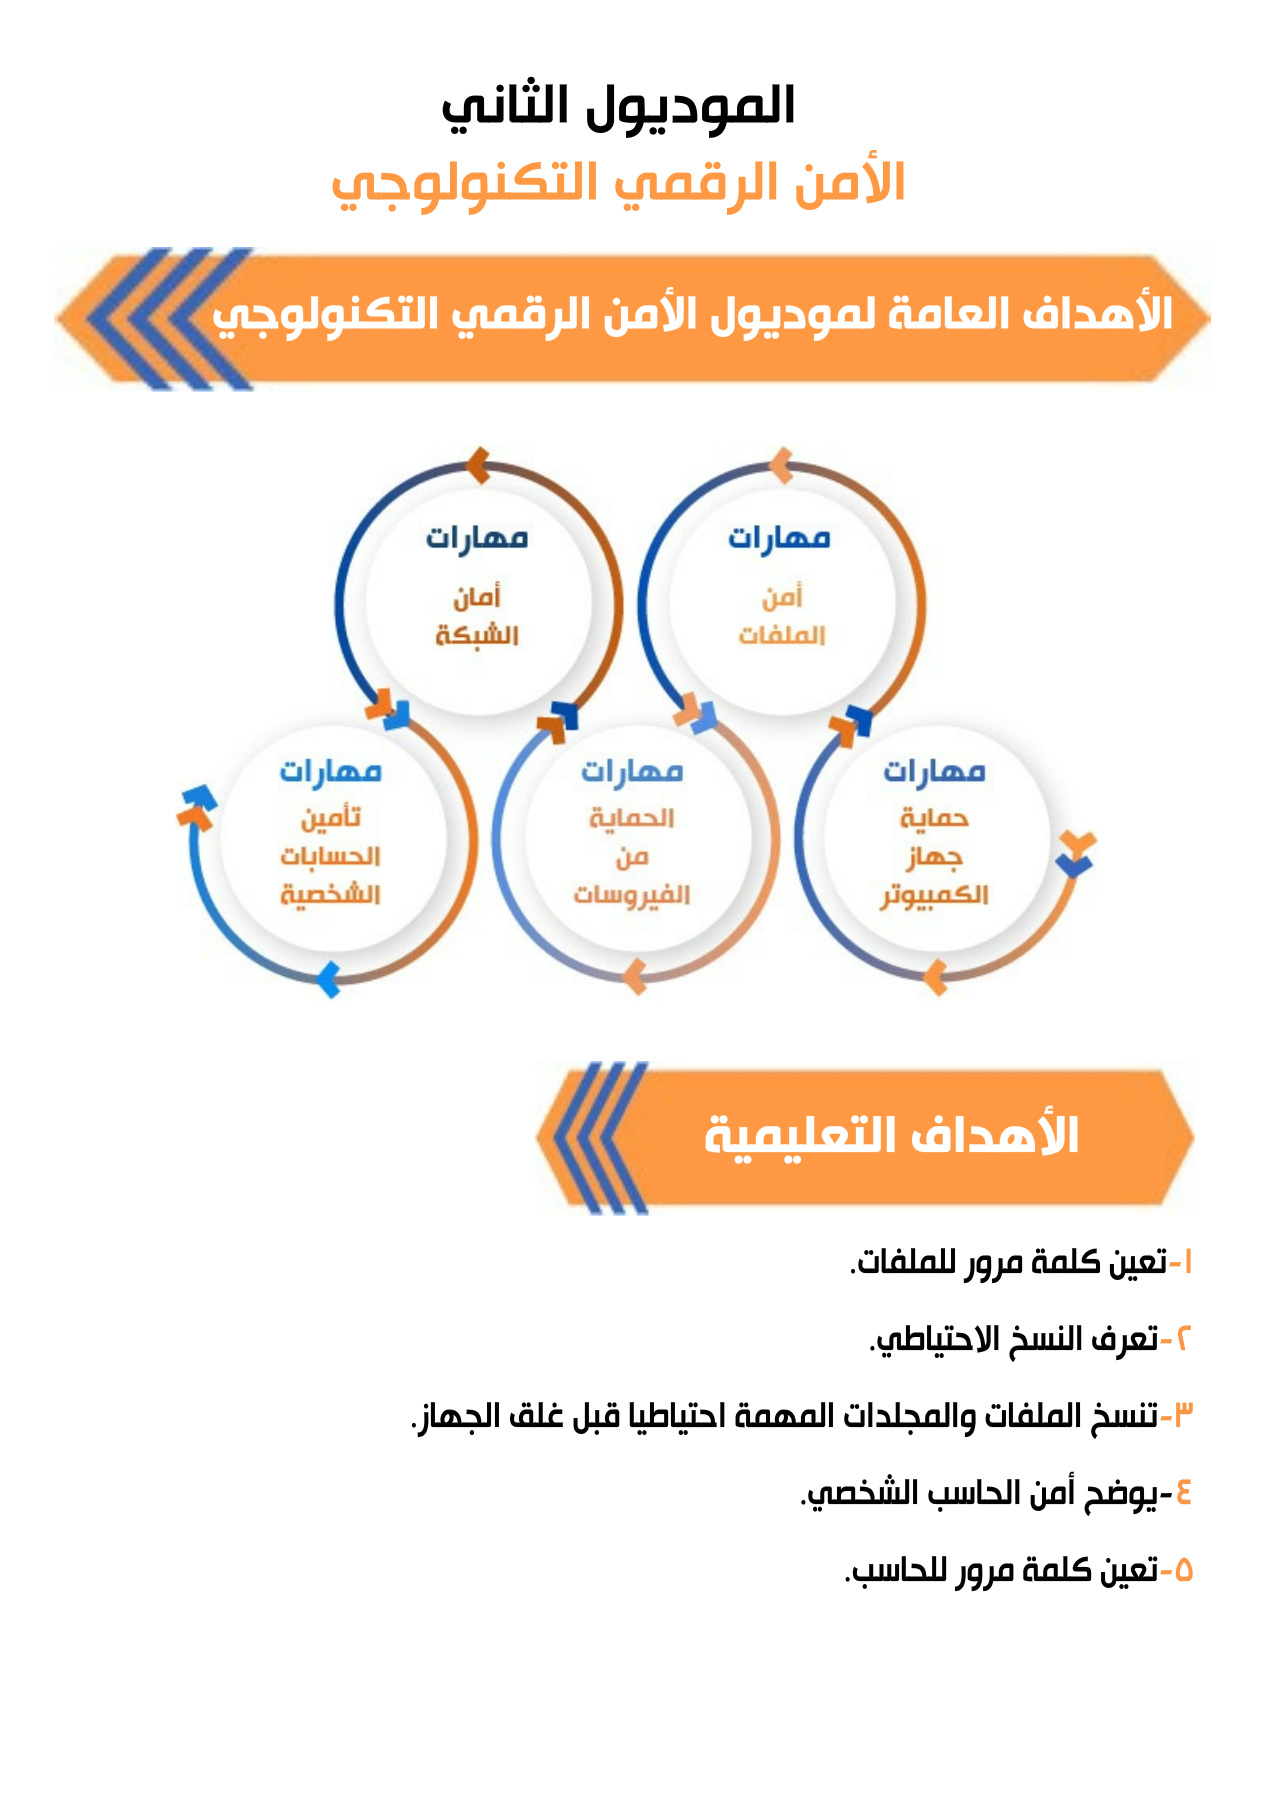 الموديول الثاني
الأمن الرقمي التكنولوجي
الأهداف العامة لموديول الأمن الرقمي التكنولوجي
مهارات
أمن
الملفات
مهارات
أمان
الشبكة
مهارات
حماية
جهاز
الكمبيوتر
مهارات
الحماية
من
الفيروسات
مهارات
تأمين
الحسابات
الشخصية
الأهداف التعليمية
١-تعين كلمة مرور للملفات.
٢-تعرف النسخ الاحتياطي.
٣-تنسخ الملفات والمجلدات المهمة احتياطيا قبل غلق الجهاز.
٤-يوضح أمن الحاسب الشخصي.
٥-تعين كلمة مرور للحاسب.